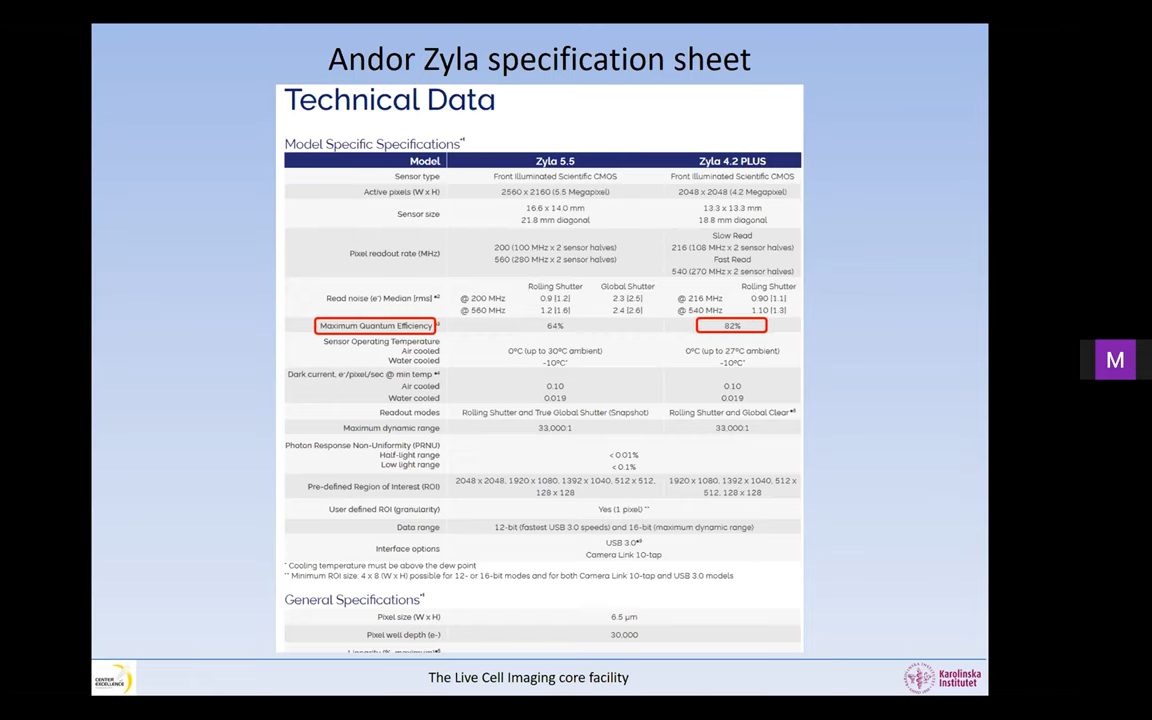 Andor Zyla specification sheet
Technical Data
Model Specific Specifications*¹
Model Zyla 5.5 Zyla 4.2 PLUS
Sensor type Front Illuminated Scientific CMOS Front Illuminated Scientific CMOS
Active pixels (W x H) 2560 x 2160 (5.5 Megapixel) 2048 x 2048 (4.2 Megapixel)
Sensor size 16.6 x 14.0 mm 13.3 x 13.3 mm
21.8 mm diagonal 18.8 mm diagonal
Pixel readout rate (MHz) Slow Read
200 (100 MHz x 2 sensor halves) 216 (108 MHz x 2 sensor halves)
560 (280 MHz x 2 sensor halves) Fast Read
540 (270 MHz x 2 sensor halves)
Read noise (e-) Median [rms] *² Rolling Shutter Global Shutter Rolling Shutter
@ 200 MHz 0.9 [1.2] 2.3 [2.5] @ 216 MHz 0.90 [1.1]
@ 560 MHz 1.2 [1.6] 2.4 [2.6] @ 540 MHz 1.10 [1.3]
Maximum Quantum Efficiency 64% 82%
Sensor Operating Temperature
Air cooled 0ºC (up to 30ºC ambient) 0ºC (up to 27ºC ambient)
Water cooled -10ºC* -10ºC*
Dark current, e-/pixel/sec @ min temp *⁴
Air cooled 0.10 0.10
Water cooled 0.019 0.019
Readout modes Rolling Shutter and True Global Shutter (Snapshot) Rolling Shutter and Global Clear
Maximum dynamic range 33,000:1 33,000:1
Photon Response Non-Uniformity (PRNU)
Half-light range < 0.01%
Low light range < 0.1%
Pre-defined Region of Interest (ROI) 2048 x 2048, 1920 x 1080, 1392 x 1040, 512 x 512, 128 x 128 1920 x 1080, 1392 x 1040, 512 x 512, 128 x 128
User defined ROI (granularity) Yes (1 pixel) **
Data range 12-bit (fastest USB 3.0 speeds) and 16-bit (maximum dynamic range)
Interface options USB 3.0
Camera Link 10-tap
* Cooling temperature must be above the dew point
** Minimum ROI size: 4 x 8 (W x H) possible for 12- or 16-bit modes and for both Camera Link 10-tap and USB 3.0 models
General Specifications*¹
Pixel size (W x H) 6.5 µm
Pixel well depth (e-) 30,000
M
CENTER
EXCELLENCE
The Live Cell Imaging core facility
Karolinska
Institutet